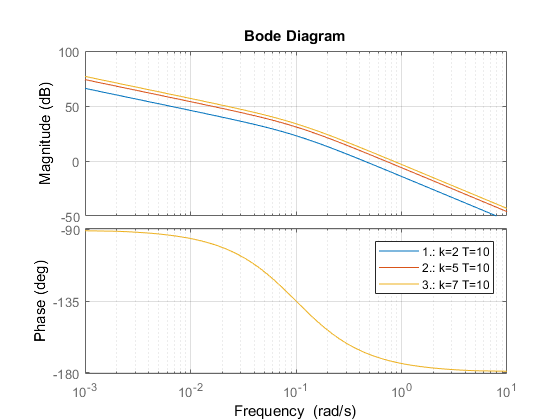 Bode Diagram
100
50
0
-50
Magnitude (dB)
-90
-135
-180
Phase (deg)
1.: k=2 T=10
2.: k=5 T=10
3.: k=7 T=10
10^-3 10^-2 10^-1 10^0 10^1
Frequency (rad/s)